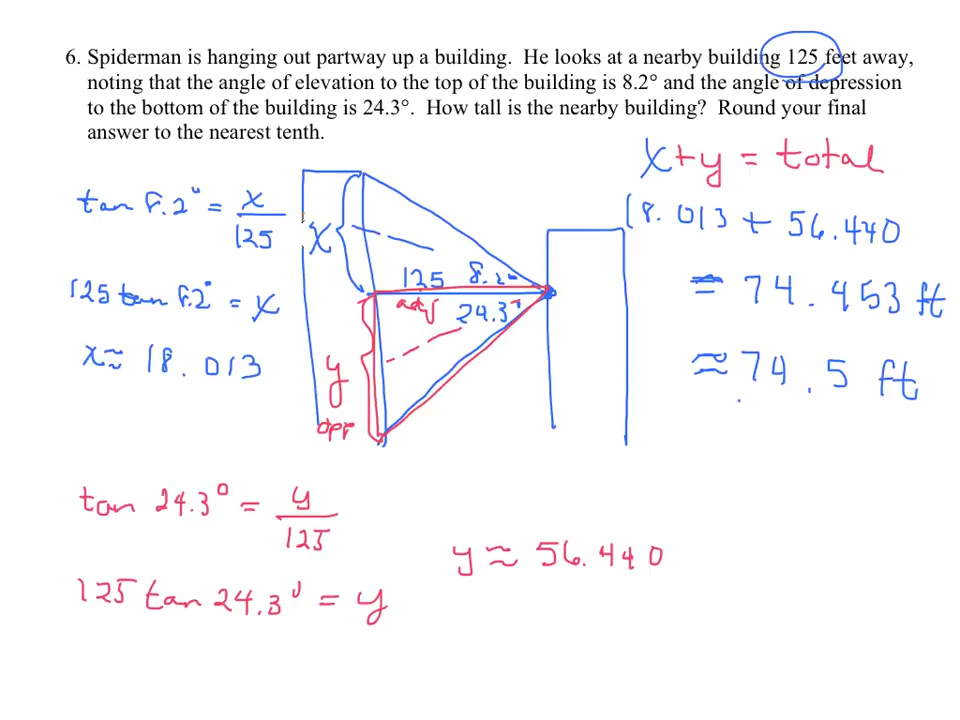 6. Spiderman is hanging out partway up a building. He looks at a nearby building 125 feet away,
noting that the angle of elevation to the top of the building is 8.2° and the angle of depression
to the bottom of the building is 24.3°. How tall is the nearby building? Round your final
answer to the nearest tenth.
x + y = total
tan 8.2° = x/125
18.013 + 56.440
x
125 8.2°
125 tan 8.2° = x
adj 24.3°
= 74.453 ft
x ≈ 18.013
y
≈ 74.5 ft
opp
tan 24.3° = y/125
y ≈ 56.440
125 tan 24.3° = y